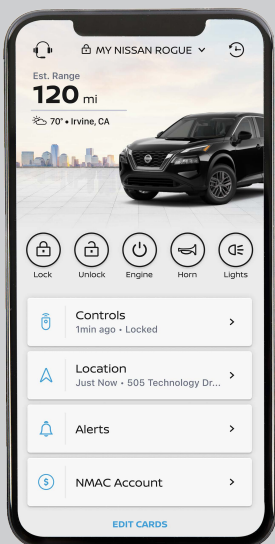 MY NISSAN ROGUE
Est. Range
120 mi
70° • Irvine, CA
Lock Unlock Engine Horn Lights
Controls
1min ago • Locked
Location
Just Now • 505 Technology Dr...
Alerts
$ NMAC Account
EDIT CARDS